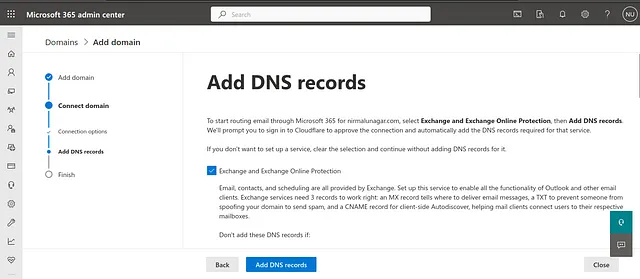 Microsoft 365 admin center
Search
NU
Domains > Add domain
Add domain
Connect domain
Connection options
Add DNS records
Finish
Add DNS records
To start routing email through Microsoft 365 for nirmalunagar.com, select Exchange and Exchange Online Protection, then Add DNS records.
We'll prompt you to sign in to Cloudflare to approve the connection and automatically add the DNS records required for that service.
If you don't want to set up a service, clear the selection and continue without adding DNS records for it.
Exchange and Exchange Online Protection
Email, contacts, and scheduling are all provided by Exchange. Set up this service to enable all the functionality of Outlook and other email
clients. Exchange services need 3 records to work right: an MX record tells where to deliver email messages, a TXT to prevent someone from
spoofing your domain to send spam, and a CNAME record for client-side Autodiscover, helping mail clients connect users to their respective
mailboxes.
Don't add these DNS records if:
Back
Add DNS records
Close